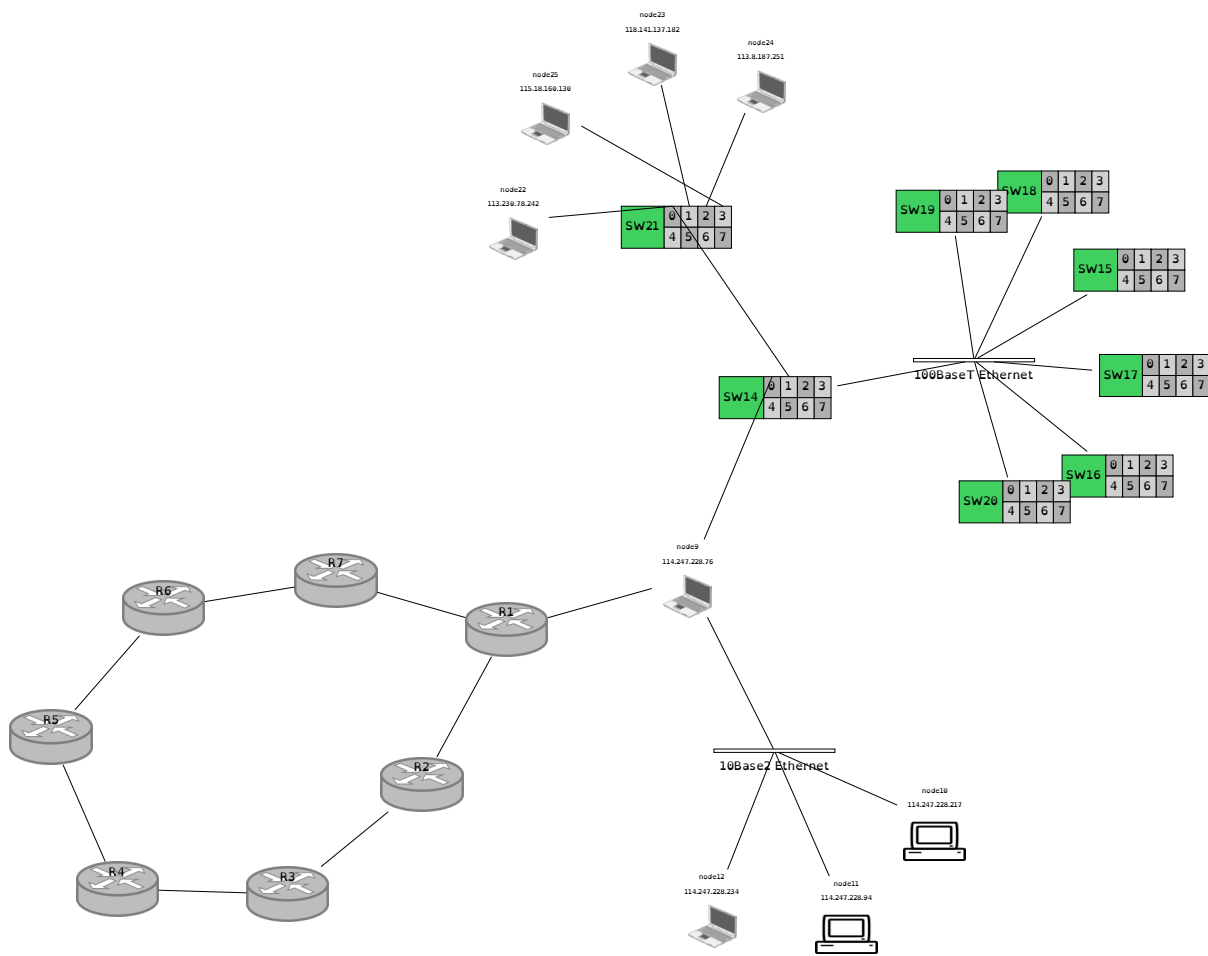 node23
118.141.137.182
node24
113.8.187.251
node25
115.18.160.130
node22
113.230.78.242
SW21
0 1 2 3
4 5 6 7
SW18
0 1 2 3
4 5 6 7
SW19
0 1 2 3
4 5 6 7
SW15
0 1 2 3
4 5 6 7
100BaseT Ethernet
SW17
0 1 2 3
4 5 6 7
SW14
0 1 2 3
4 5 6 7
SW16
0 1 2 3
4 5 6 7
SW20
0 1 2 3
4 5 6 7
node9
114.247.228.76
R7
R6
R1
R5
R2
10Base2 Ethernet
node10
114.247.228.217
R4
R3
node12
114.247.228.234
node11
114.247.228.94